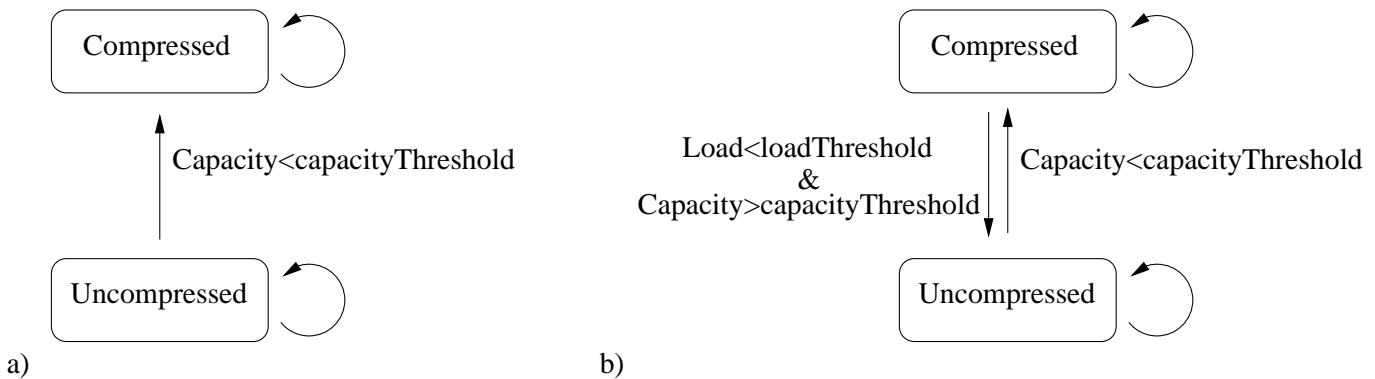 Compressed
Capacity<capacityThreshold
Uncompressed
a)
Compressed
Load<loadThreshold
&
Capacity>capacityThreshold
Capacity<capacityThreshold
Uncompressed
b)